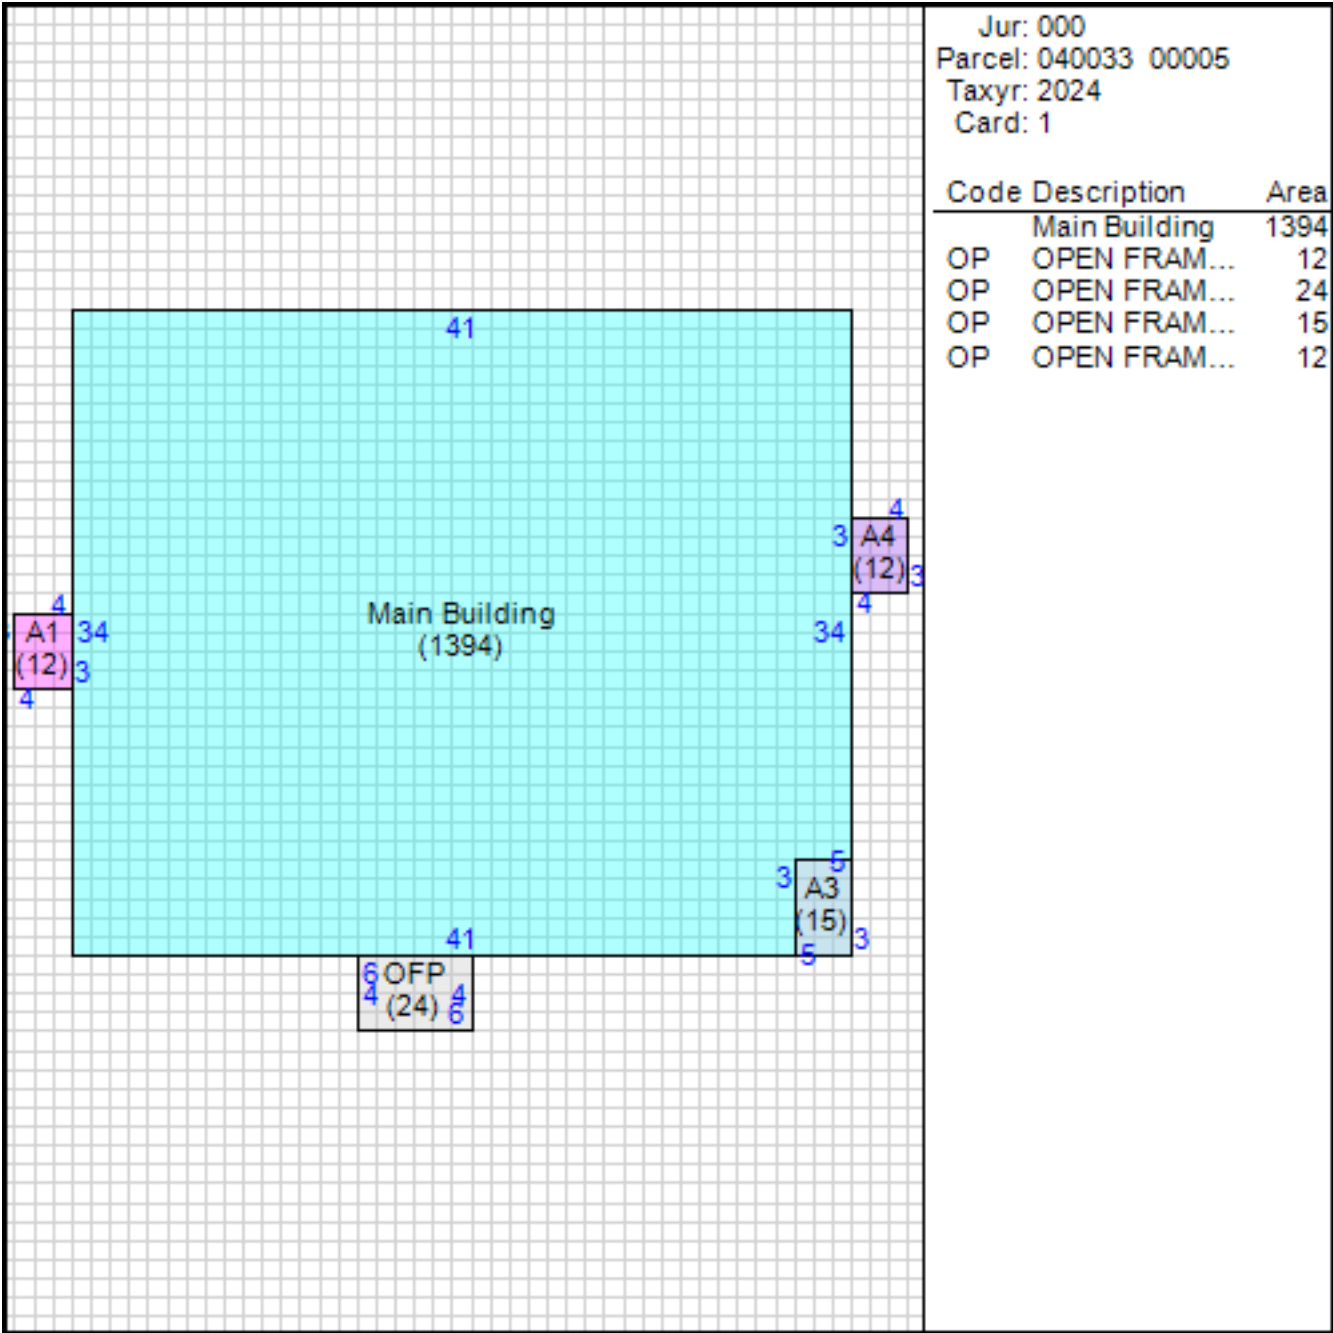 Jur: 000
Parcel: 040033 00005
Taxyr: 2024
Card: 1
Code Description Area
Main Building 1394
OP OPEN FRAM... 12
OP OPEN FRAM... 24
OP OPEN FRAM... 15
OP OPEN FRAM... 12
41
4
3 A4
(12) 3
4
4
A1 34
(12) 3
4
Main Building
(1394)
34
5
3 A3
(15) 3
5
41
6 OFP
4 (24) 4
6